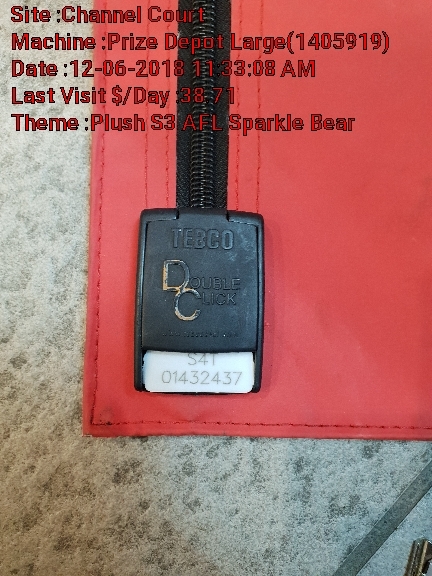 Site :Channel Court
Machine :Prize Depot Large(1405919)
Date :12-06-2018 11:33:08 AM
Last Visit $/Day :38.71
Theme :Plush S3 AFL Sparkle Bear
TEBCO
DOUBLE
CLICK
S4T
01432437